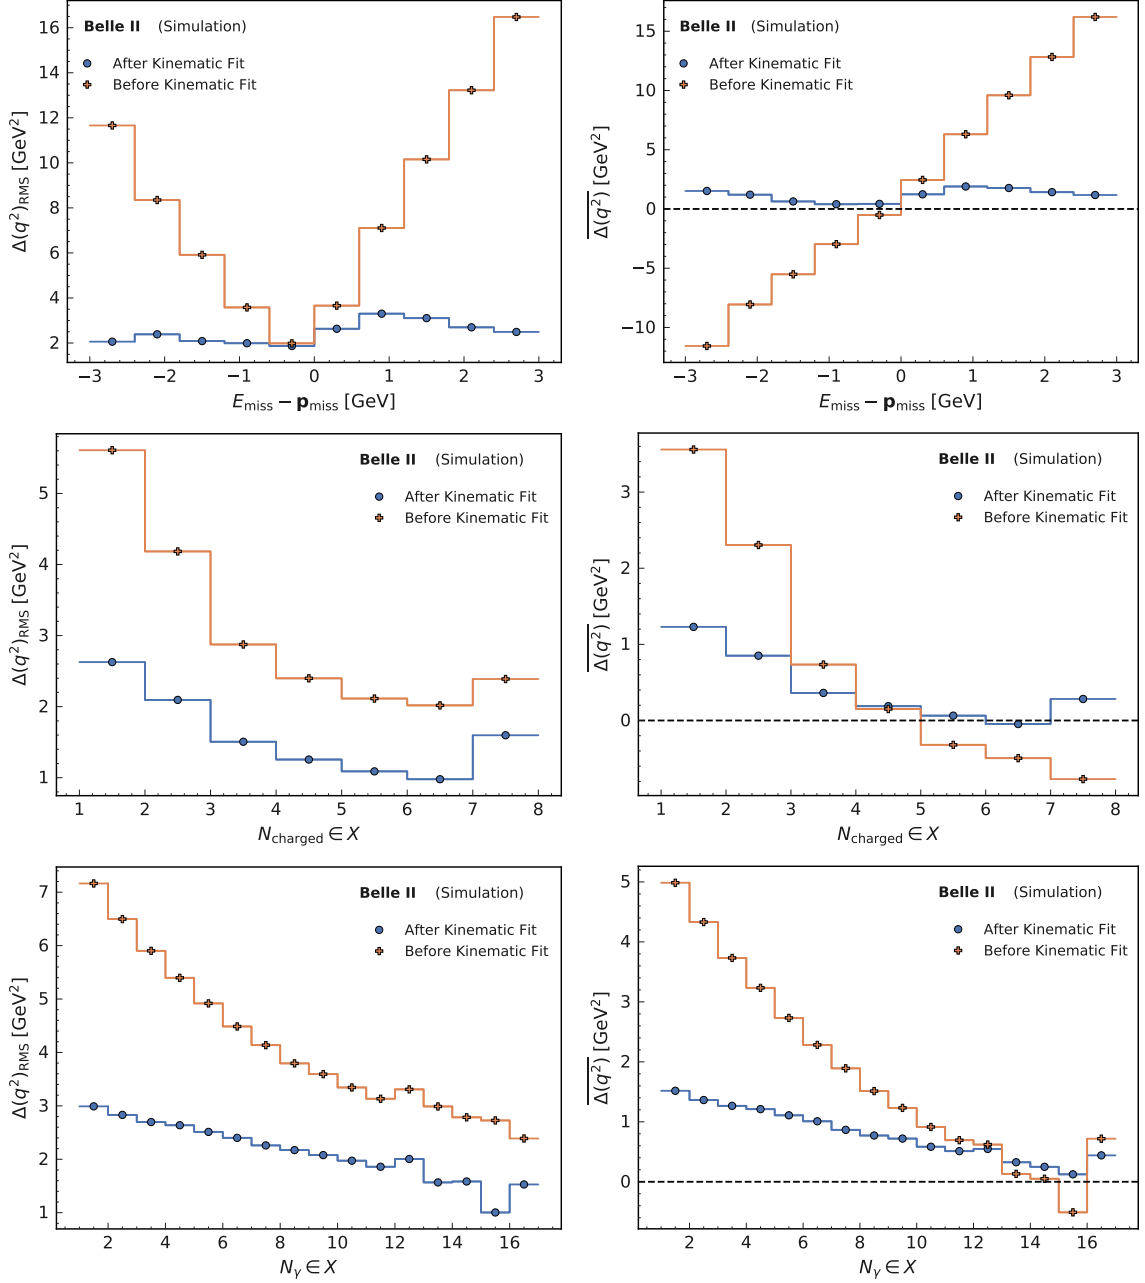 Belle II (Simulation)
After Kinematic Fit
Before Kinematic Fit
Δ(q²)RMS [GeV²]
16
14
12
10
8
6
4
2
−3 −2 −1 0 1 2 3
Emiss − pmiss [GeV]
Belle II (Simulation)
After Kinematic Fit
Before Kinematic Fit
Δ(q²) [GeV²]
15
10
5
0
−5
−10
−3 −2 −1 0 1 2 3
Emiss − pmiss [GeV]
Belle II (Simulation)
After Kinematic Fit
Before Kinematic Fit
Δ(q²)RMS [GeV²]
5
4
3
2
1
1 2 3 4 5 6 7 8
Ncharged ∈ X
Belle II (Simulation)
After Kinematic Fit
Before Kinematic Fit
Δ(q²) [GeV²]
3
2
1
0
1 2 3 4 5 6 7 8
Ncharged ∈ X
Belle II (Simulation)
After Kinematic Fit
Before Kinematic Fit
Δ(q²)RMS [GeV²]
7
6
5
4
3
2
1
2 4 6 8 10 12 14 16
Nγ ∈ X
Belle II (Simulation)
After Kinematic Fit
Before Kinematic Fit
Δ(q²) [GeV²]
5
4
3
2
1
0
2 4 6 8 10 12 14 16
Nγ ∈ X